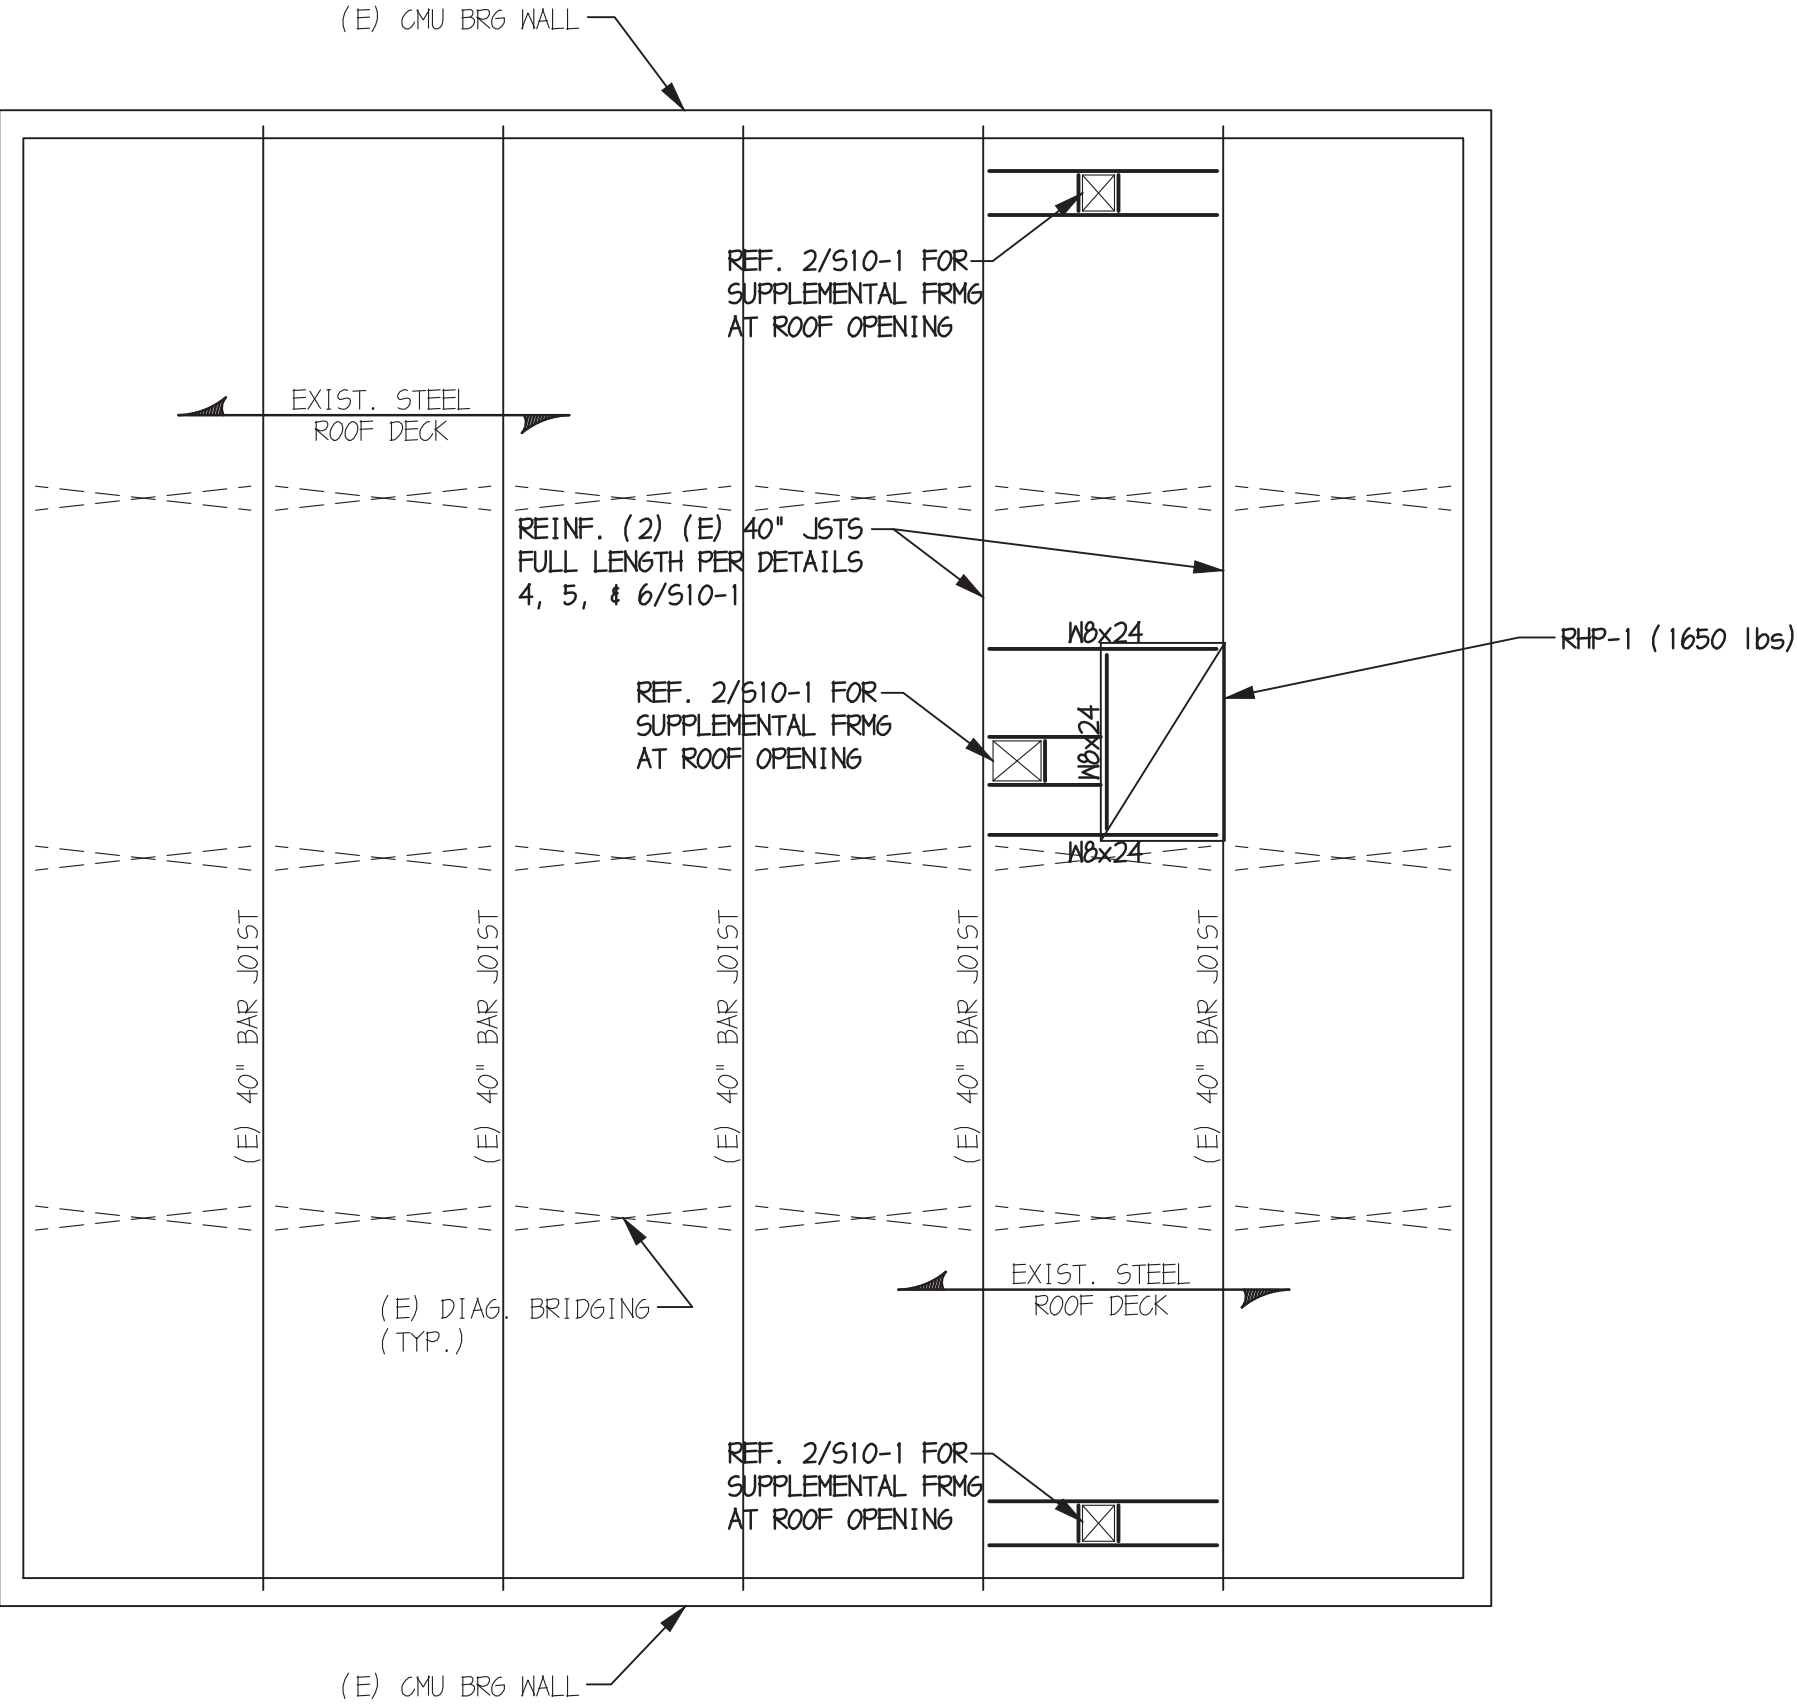 (E) CMU BRG WALL
REF. 2/S10-1 FOR
SUPPLEMENTAL FRMG
AT ROOF OPENING
EXIST. STEEL
ROOF DECK
REINF. (2) (E) 40" JSTS
FULL LENGTH PER DETAILS
4, 5, & 6/S10-1
W8x24
RHP-1 (1650 lbs)
REF. 2/S10-1 FOR
SUPPLEMENTAL FRMG
AT ROOF OPENING
W8x24
W8x24
(E) 40" BAR JOIST
(E) 40" BAR JOIST
(E) 40" BAR JOIST
(E) 40" BAR JOIST
(E) 40" BAR JOIST
EXIST. STEEL
ROOF DECK
(E) DIAG. BRIDGING
(TYP.)
REF. 2/S10-1 FOR
SUPPLEMENTAL FRMG
AT ROOF OPENING
(E) CMU BRG WALL